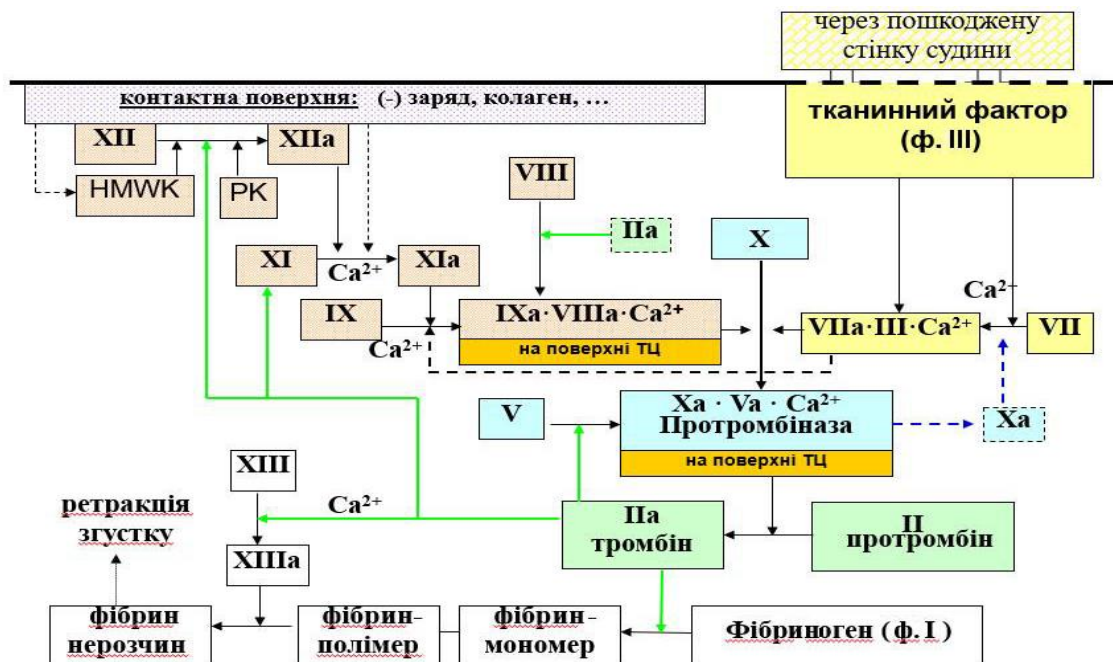 через пошкоджену
стінку судини
контактна поверхня: (-) заряд, колаген, ...
тканинний фактор
(ф. III)
XII
XIIa
HMWK
PK
VIII
IIa
X
XI
Ca²⁺
XIa
IX
Ca²⁺
IXa·VIIIa·Ca²⁺
на поверхні ТЦ
Ca²⁺
VIIa·III·Ca²⁺
VII
V
Xa · Va · Ca²⁺
Протромбіназа
на поверхні ТЦ
Xa
XIII
Ca²⁺
ретракція
згустку
XIIIa
IIa
тромбін
II
протромбін
фібрин
нерозчин
фібрин-
полімер
фібрин-
мономер
Фібриноген (ф. I)